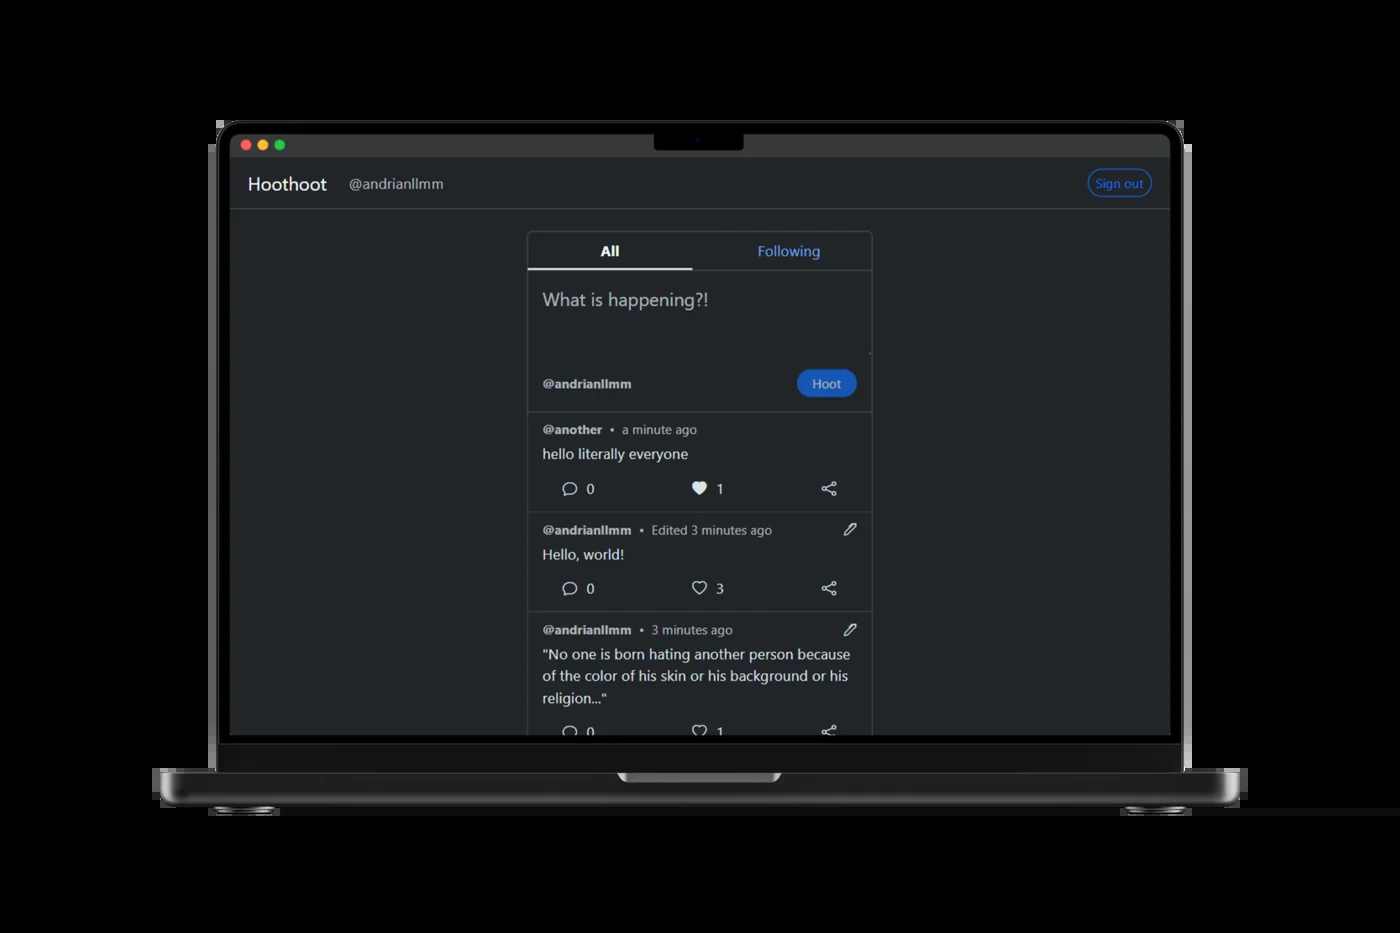 Hoothoot @andrianllmm Sign out
All Following
What is happening?!
@andrianllmm Hoot
@another • a minute ago
hello literally everyone
0 1
@andrianllmm • Edited 3 minutes ago
Hello, world!
0 3
@andrianllmm • 3 minutes ago
"No one is born hating another person because
of the color of his skin or his background or his
religion..."
0 1